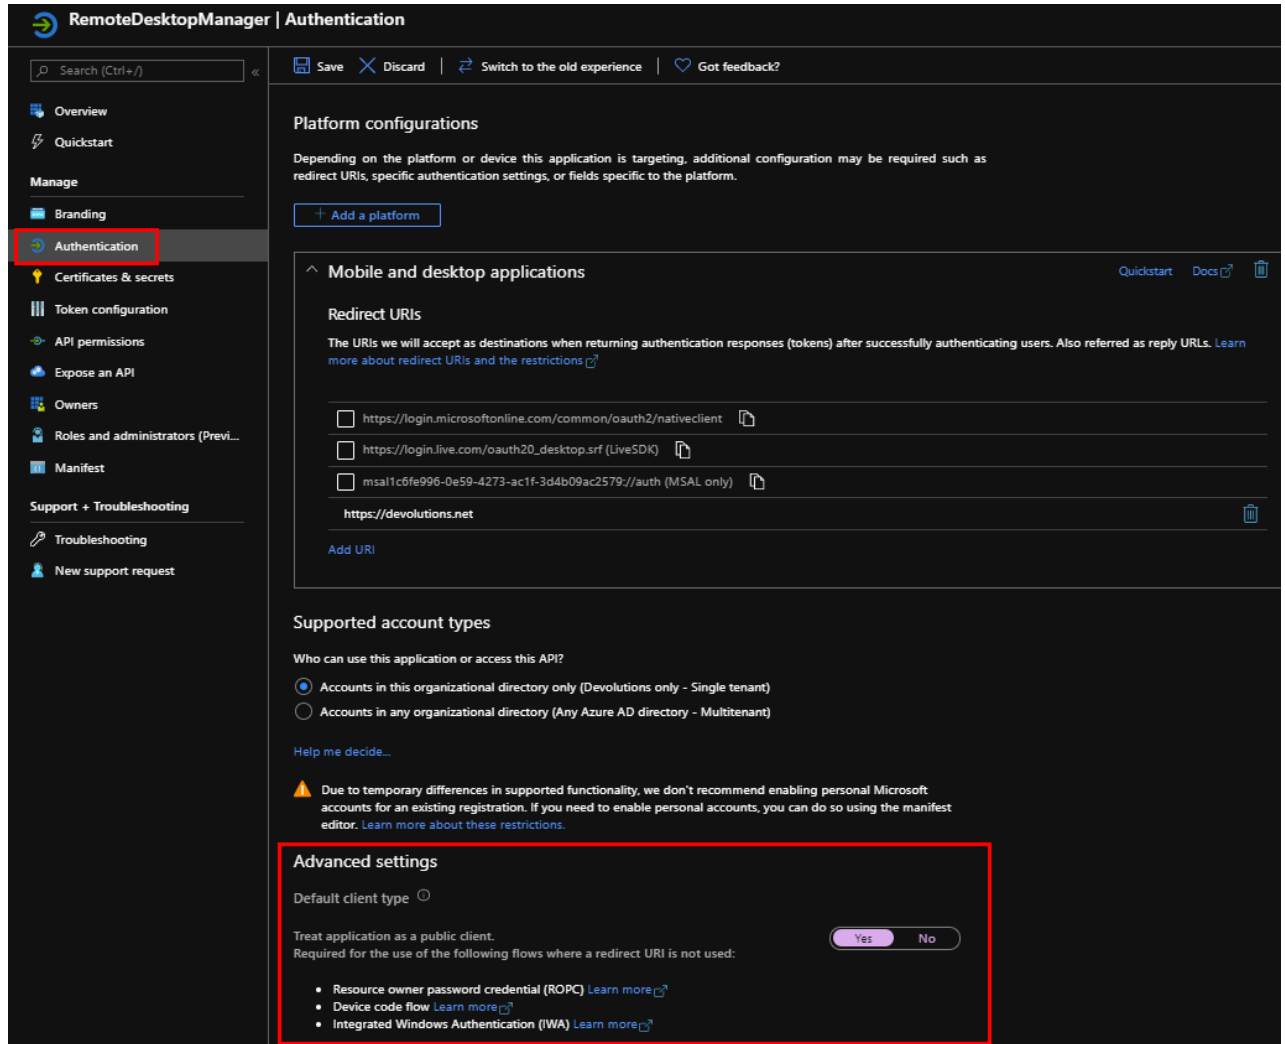 RemoteDesktopManager | Authentication
Search (Ctrl+/)
«
Overview
Quickstart
Manage
Branding
Authentication
Certificates & secrets
Token configuration
API permissions
Expose an API
Owners
Roles and administrators (Previ...
Manifest
Support + Troubleshooting
Troubleshooting
New support request
Save Discard | Switch to the old experience | Got feedback?
Platform configurations
Depending on the platform or device this application is targeting, additional configuration may be required such as
redirect URIs, specific authentication settings, or fields specific to the platform.
+ Add a platform
Mobile and desktop applications Quickstart Docs
Redirect URIs
The URIs we will accept as destinations when returning authentication responses (tokens) after successfully authenticating users. Also referred as reply URLs. Learn
more about redirect URIs and the restrictions
https://login.microsoftonline.com/common/oauth2/nativeclient
https://login.live.com/oauth20_desktop.srf (LiveSDK)
msal1c6fe996-0e59-4273-ac1f-3d4b09ac2579://auth (MSAL only)
https://devolutions.net
Add URI
Supported account types
Who can use this application or access this API?
Accounts in this organizational directory only (Devolutions only - Single tenant)
Accounts in any organizational directory (Any Azure AD directory - Multitenant)
Help me decide...
Due to temporary differences in supported functionality, we don't recommend enabling personal Microsoft
accounts for an existing registration. If you need to enable personal accounts, you can do so using the manifest
editor. Learn more about these restrictions.
Advanced settings
Default client type
Treat application as a public client.
Required for the use of the following flows where a redirect URI is not used:
Yes No
• Resource owner password credential (ROPC) Learn more
• Device code flow Learn more
• Integrated Windows Authentication (IWA) Learn more